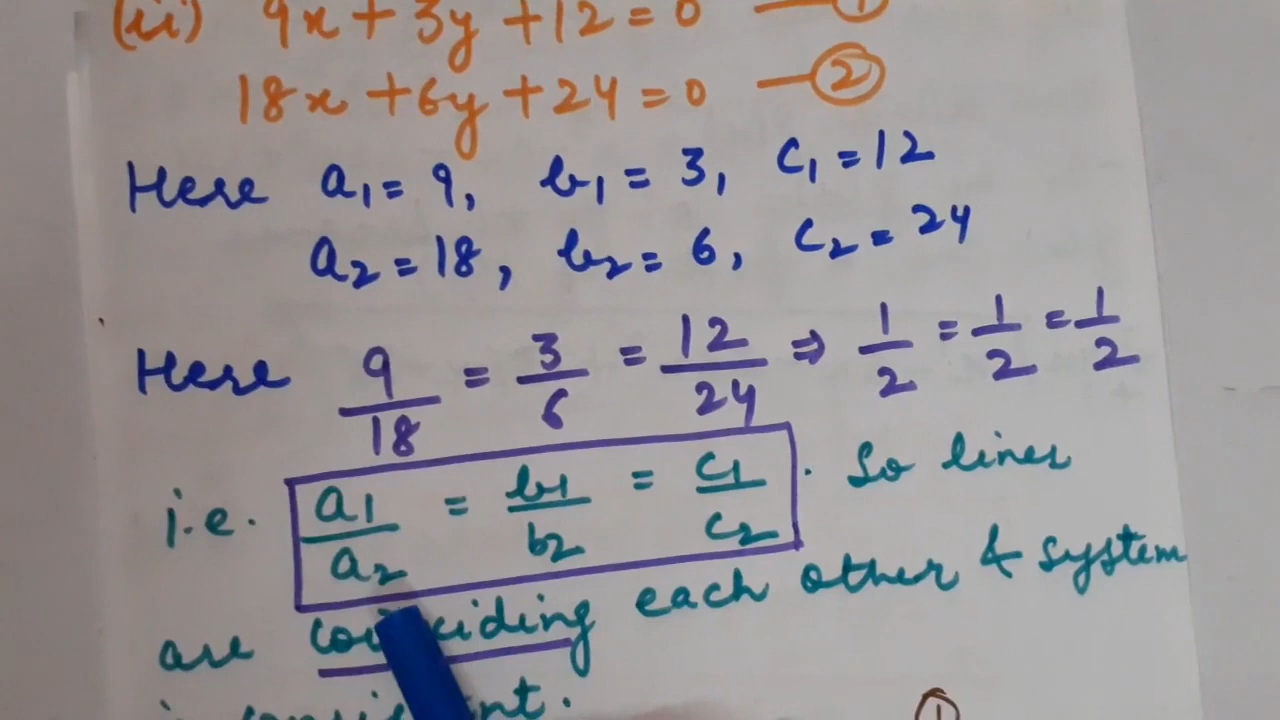 (ii) 9x + 3y + 12 = 0 — ①
18x + 6y + 24 = 0 — ②
Here a₁ = 9, b₁ = 3, c₁ = 12
a₂ = 18, b₂ = 6, c₂ = 24
Here 9/18 = 3/6 = 12/24 ⇒ 1/2 = 1/2 = 1/2
i.e. a₁/a₂ = b₁/b₂ = c₁/c₂ . So lines
are coinciding each other & system